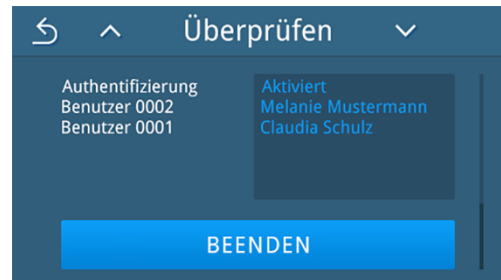 Überprüfen
Authentifizierung Aktiviert
Benutzer 0002 Melanie Mustermann
Benutzer 0001 Claudia Schulz
BEENDEN